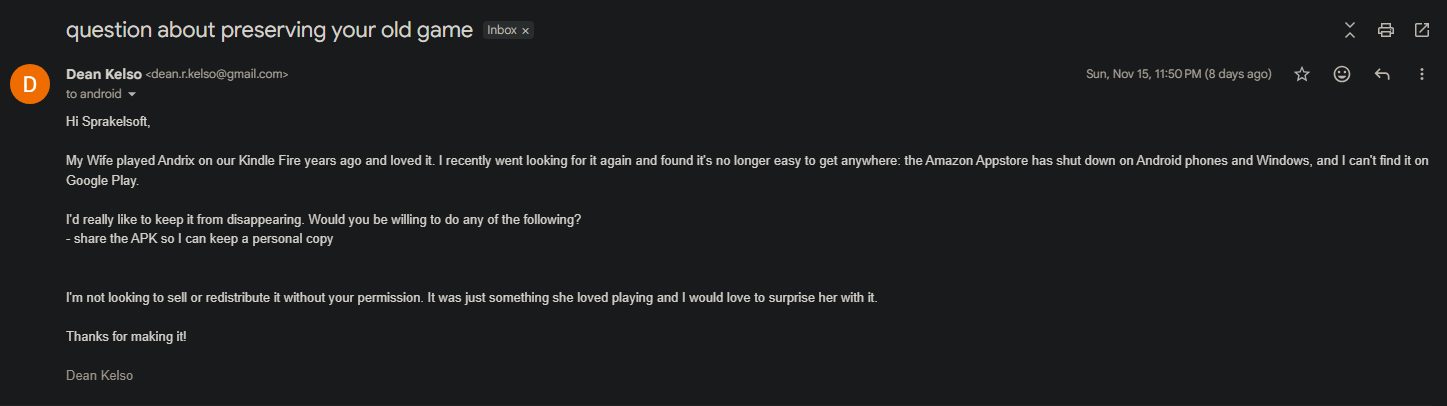 question about preserving your old game Inbox x
Dean Kelso <dean.r.kelso@gmail.com> Sun, Nov 15, 11:50 PM (8 days ago)
to android
D
Hi Sprakelsoft,
My Wife played Andrix on our Kindle Fire years ago and loved it. I recently went looking for it again and found it's no longer easy to get anywhere: the Amazon Appstore has shut down on Android phones and Windows, and I can't find it on
Google Play.
I'd really like to keep it from disappearing. Would you be willing to do any of the following?
- share the APK so I can keep a personal copy
I'm not looking to sell or redistribute it without your permission. It was just something she loved playing and I would love to surprise her with it.
Thanks for making it!
Dean Kelso